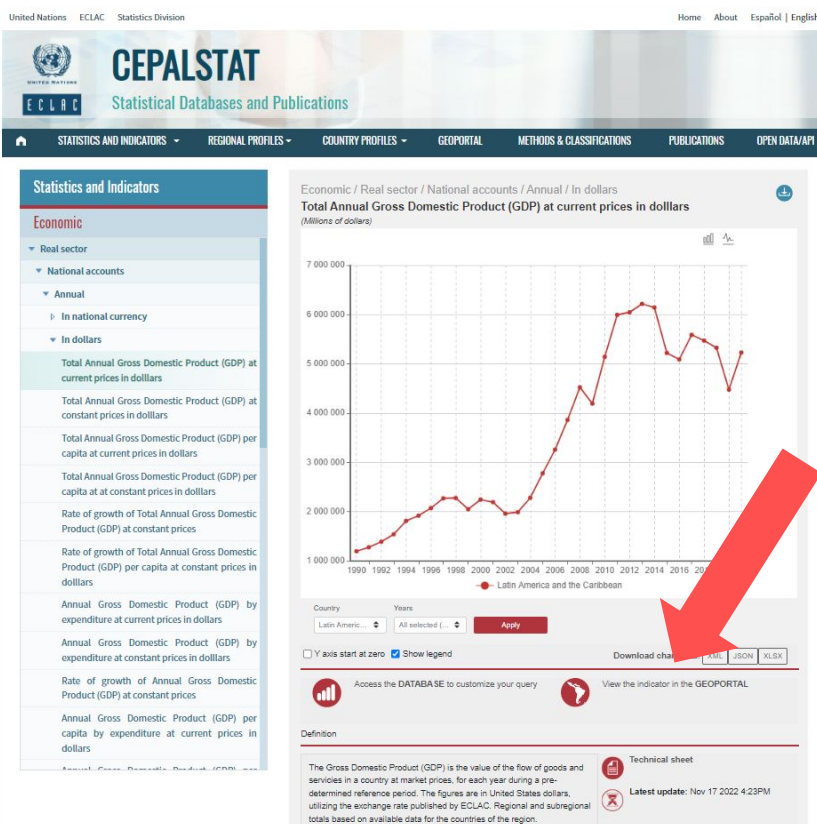 United Nations ECLAC Statistics Division
Home About Español | English
UNITED NATIONS
ECLAC
CEPALSTAT
Statistical Databases and Publications
STATISTICS AND INDICATORS REGIONAL PROFILES COUNTRY PROFILES GEOPORTAL METHODS & CLASSIFICATIONS PUBLICATIONS OPEN DATA/API
Statistics and Indicators
Economic
Real sector
National accounts
Annual
In national currency
In dollars
Total Annual Gross Domestic Product (GDP) at
current prices in dolllars
Total Annual Gross Domestic Product (GDP) at
constant prices in dolllars
Total Annual Gross Domestic Product (GDP) per
capita at current prices in dolllars
Total Annual Gross Domestic Product (GDP) per
capita at at constant prices in dolllars
Rate of growth of Total Annual Gross Domestic
Product (GDP) at constant prices
Rate of growth of Total Annual Gross Domestic
Product (GDP) per capita at constant prices in
dolllars
Annual Gross Domestic Product (GDP) by
expenditure at current prices in dollars
Annual Gross Domestic Product (GDP) by
expenditure at constant prices in dolllars
Rate of growth of Annual Gross Domestic
Product (GDP) at constant prices
Annual Gross Domestic Product (GDP) per
capita by expenditure at current prices in
dollars
Economic / Real sector / National accounts / Annual / In dollars
Total Annual Gross Domestic Product (GDP) at current prices in dolllars
(Millions of dollars)
7 000 000
6 000 000
5 000 000
4 000 000
3 000 000
2 000 000
1 000 000
1990 1992 1994 1996 1998 2000 2002 2004 2006 2008 2010 2012 2014 2016
Latin America and the Caribbean
Country Years
Latin Americ... All selected (... Apply
Y axis start at zero Show legend
Download XML JSON XLSX
Access the DATABASE to customize your query
View the indicator in the GEOPORTAL
Definition
The Gross Domestic Product (GDP) is the value of the flow of goods and
servicies in a country at market prices, for each year during a pre-
determined reference period. The figures are in United States dollars,
utilizing the exchange rate published by ECLAC. Regional and subregional
totals based on available data for the countries of the region.
Technical sheet
Latest update: Nov 17 2022 4:23PM